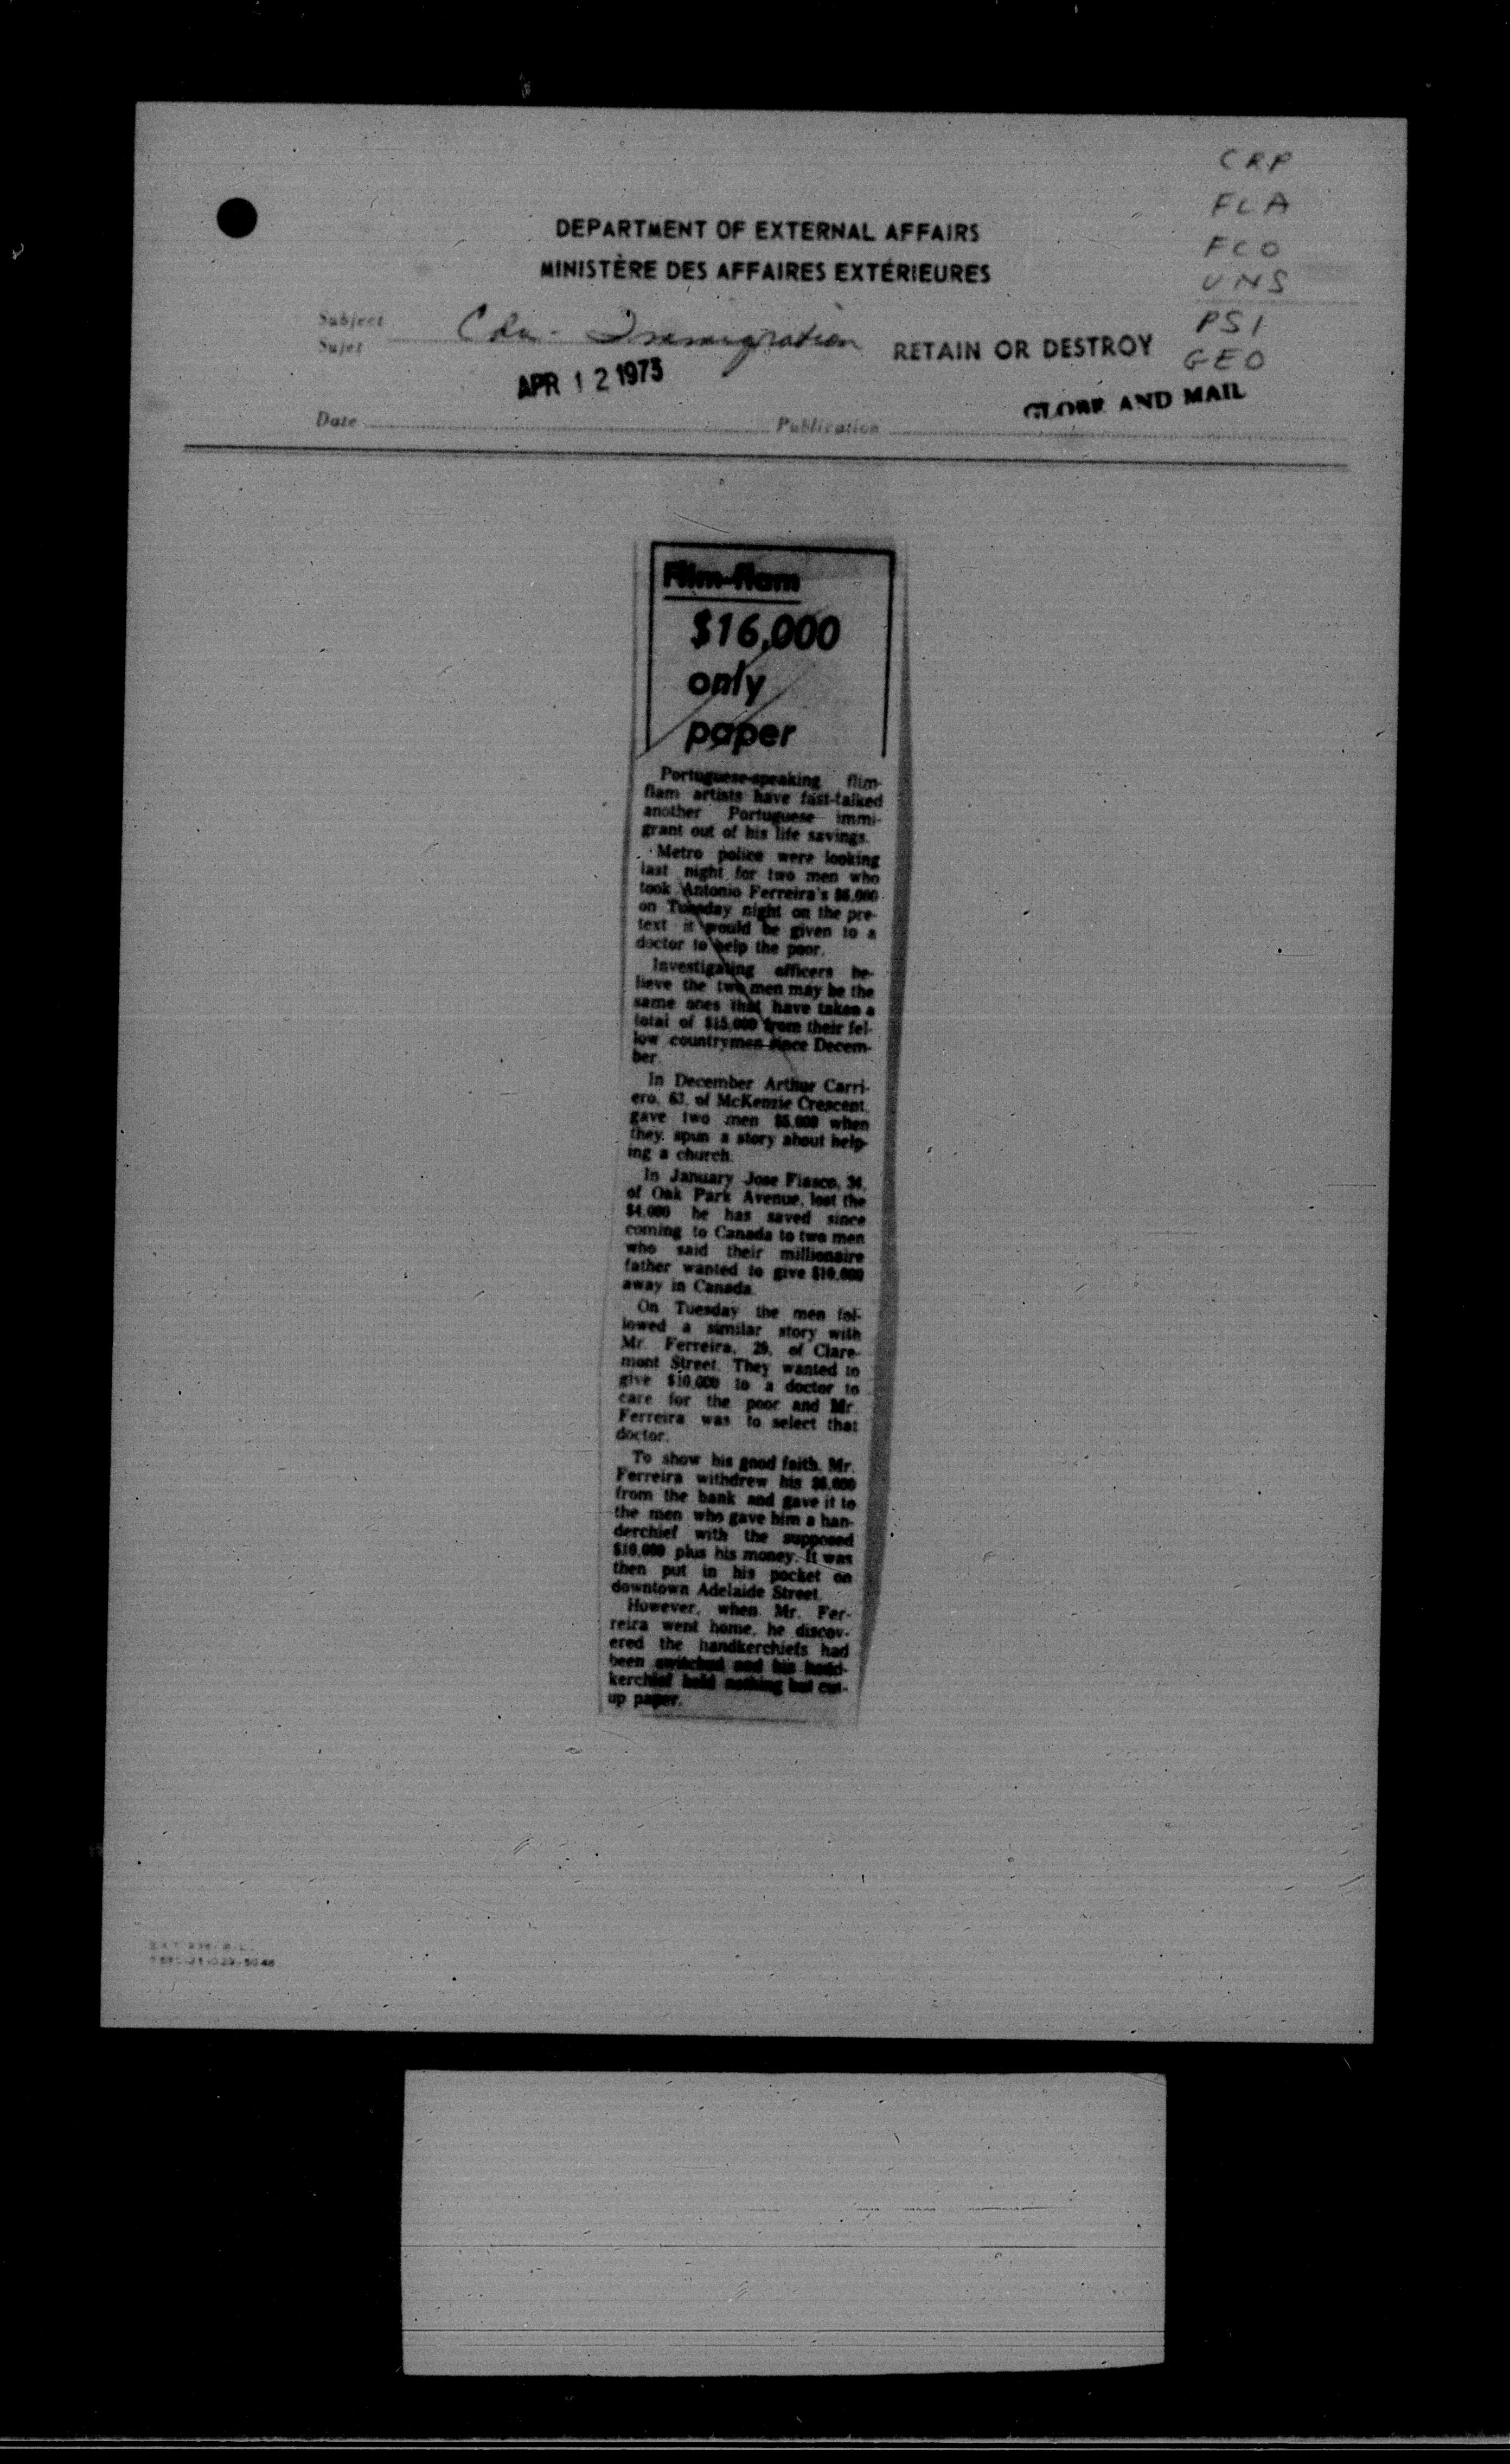 CRP
FLA
FCO
UNS
PSI
GEO
DEPARTMENT OF EXTERNAL AFFAIRS
MINISTÈRE DES AFFAIRES EXTÉRIEURES
Subject
Sujet
Cda - Immigration
RETAIN OR DESTROY
APR 12 1973
GLOBE AND MAIL
Date
Publication
Flim-flam
$16,000
only
paper
Portuguese-speaking flim-
flam artists have fast-talked
another Portuguese immi-
grant out of his life savings.
Metro police were looking
last night for two men who
took Antonio Ferreira's $6,000
on Tuesday night on the pre-
text it would be given to a
doctor to help the poor.
Investigating officers be-
lieve the two men may be the
same ones that have taken a
total of $15,000 from their fel-
low countrymen since Decem-
ber.
In December Arthur Carri-
ero, 63, of McKenzie Crescent,
gave two men $5,000 when
they spun a story about help-
ing a church.
In January Jose Fiasco, 34,
of Oak Park Avenue, lost the
$4,000 he has saved since
coming to Canada to two men
who said their millionaire
father wanted to give $10,000
away in Canada.
On Tuesday the men fol-
lowed a similar story with
Mr. Ferreira, 29, of Clare-
mont Street. They wanted to
give $10,000 to a doctor to
care for the poor and Mr.
Ferreira was to select that
doctor.
To show his good faith, Mr.
Ferreira withdrew his $6,000
from the bank and gave it to
the men who gave him a han-
derchief with the supposed
$10,000 plus his money. It was
then put in his pocket on
downtown Adelaide Street.
However, when Mr. Fer-
reira went home, he discov-
ered the handkerchiefs had
been switched and his hand-
kerchief held nothing but cut-
up paper.